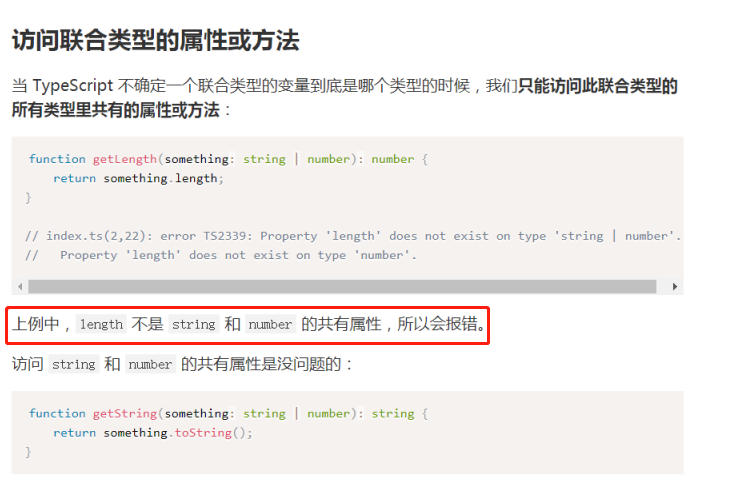 访问联合类型的属性或方法
当 TypeScript 不确定一个联合类型的变量到底是哪个类型的时候，我们只能访问此联合类型的
所有类型里共有的属性或方法：
function getLength(something: string | number): number {
    return something.length;
}
// index.ts(2,22): error TS2339: Property 'length' does not exist on type 'string | number'.
//   Property 'length' does not exist on type 'number'.
上例中，length 不是 string 和 number 的共有属性，所以会报错。
访问 string 和 number 的共有属性是没问题的：
function getString(something: string | number): string {
    return something.toString();
}